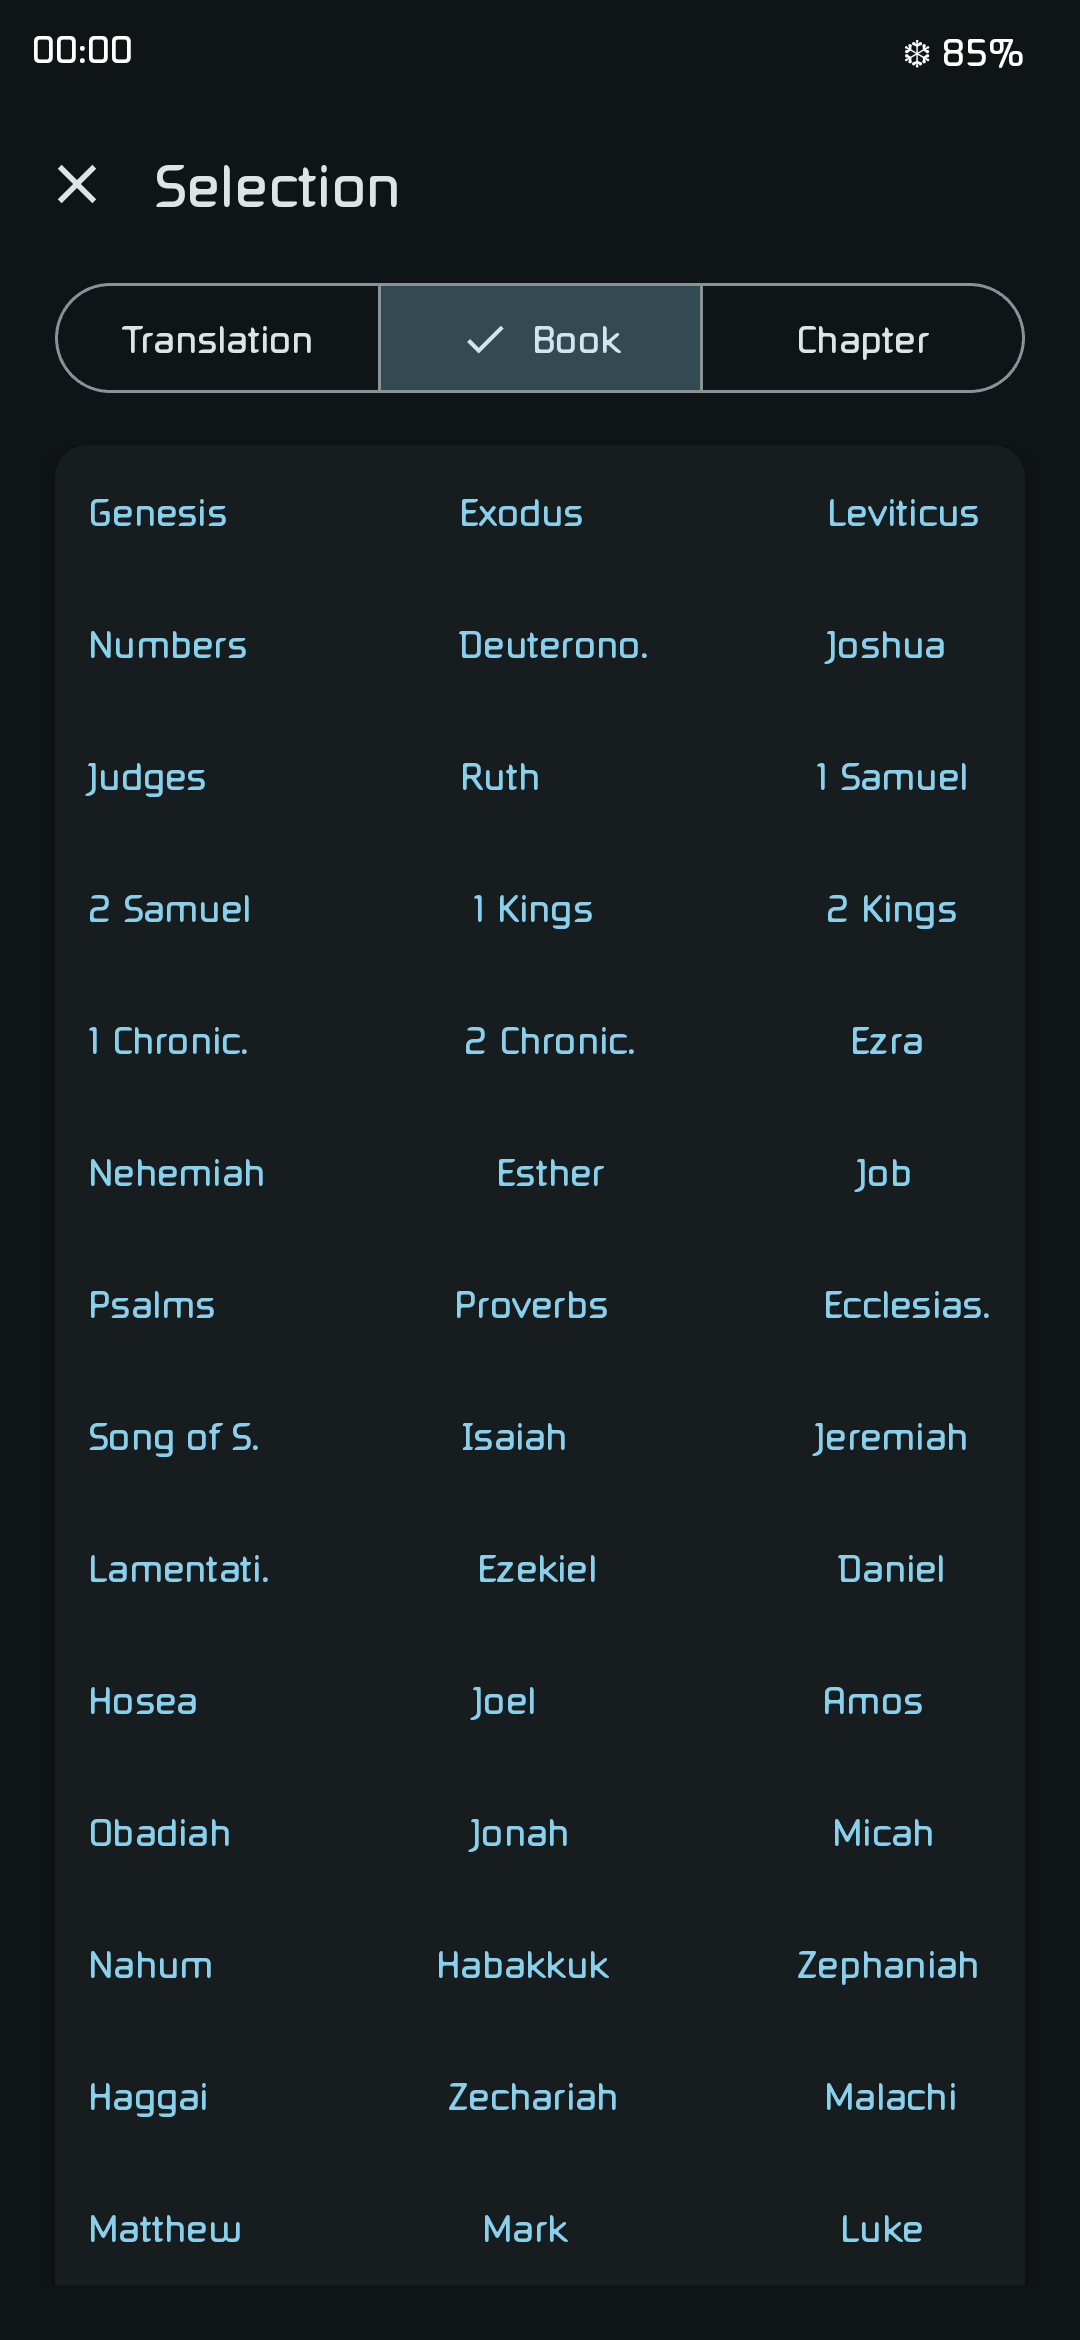 00:00 ❄ 85%
Selection
Translation Book Chapter
Genesis Exodus Leviticus
Numbers Deuterono. Joshua
Judges Ruth 1 Samuel
2 Samuel 1 Kings 2 Kings
1 Chronic. 2 Chronic. Ezra
Nehemiah Esther Job
Psalms Proverbs Ecclesias.
Song of S. Isaiah Jeremiah
Lamentati. Ezekiel Daniel
Hosea Joel Amos
Obadiah Jonah Micah
Nahum Habakkuk Zephaniah
Haggai Zechariah Malachi
Matthew Mark Luke